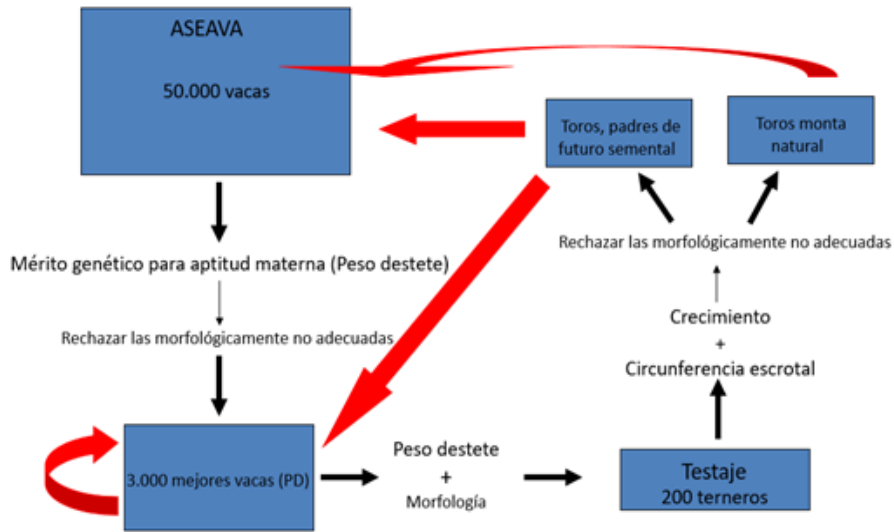 ASEAVA
50.000 vacas
Mérito genético para aptitud materna (Peso destete)
Rechazar las morfológicamente no adecuadas
3.000 mejores vacas (PD)
Peso destete
+
Morfología
Testaje
200 terneros
Crecimiento
+
Circunferencia escrotal
Rechazar las morfológicamente no adecuadas
Toros, padres de
futuro semental
Toros monta
natural